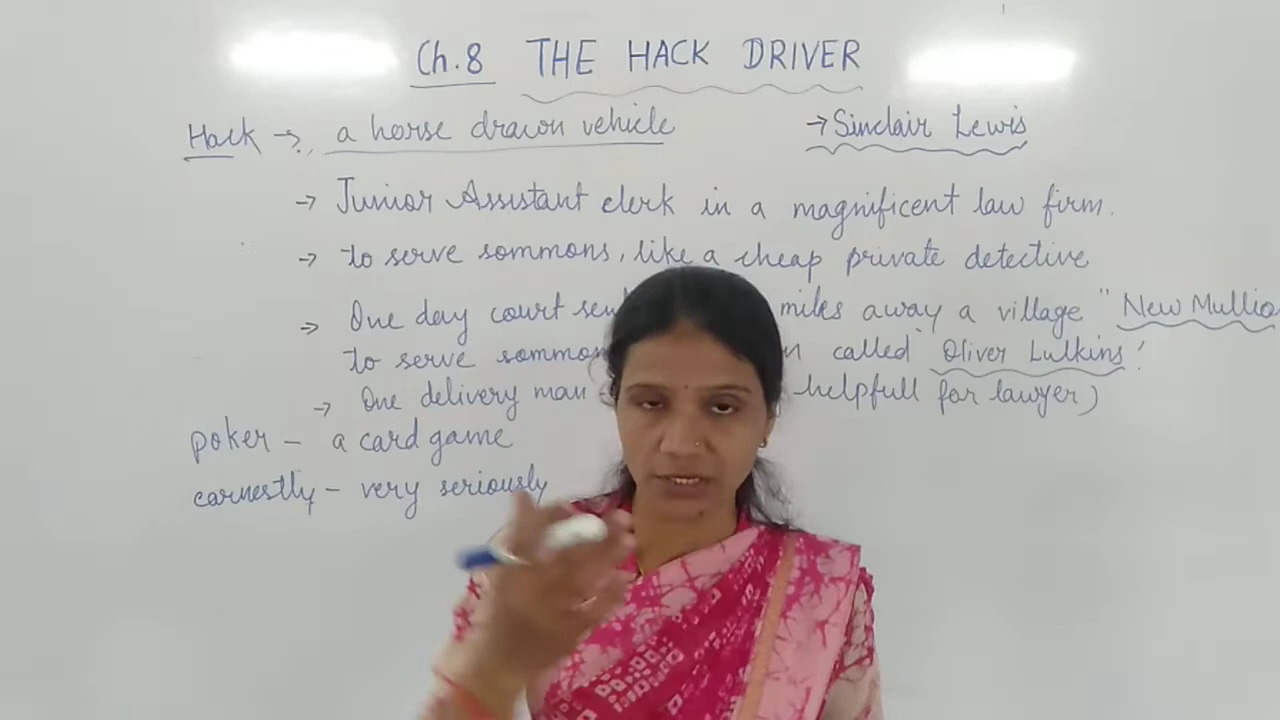 Ch.8 THE HACK DRIVER
Hack → a horse drawn vehicle
→ Sinclair Lewis
→ Junior Assistant clerk in a magnificent law firm.
→ to serve sommons, like a cheap private detective
→ One day court sen miles away a village "New Mullio
to serve sommon called 'Oliver Lulkins'
→ One delivery man helpfull for lawyer)
poker - a card game
earnestly - very seriously